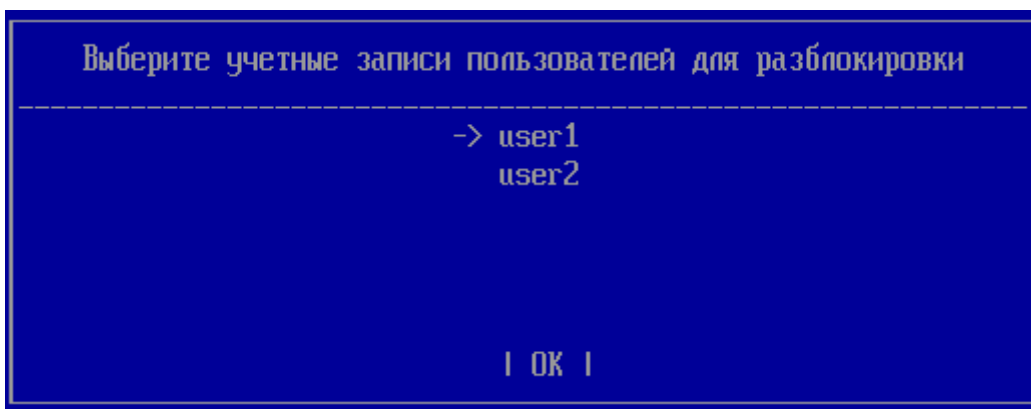 Выберите учетные записи пользователей для разблокировки
-> user1
user2
| OK |